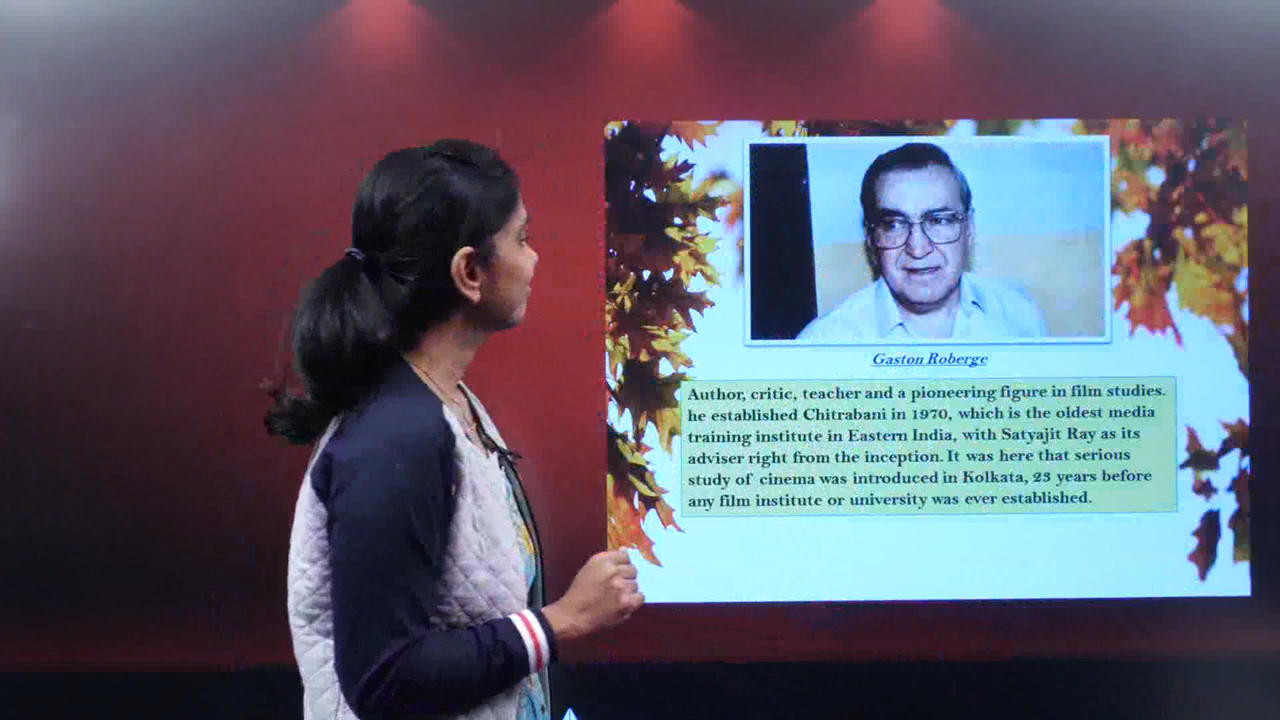 Gaston Roberge
Author, critic, teacher and a pioneering figure in film studies.
he established Chitrabani in 1970, which is the oldest media
training institute in Eastern India, with Satyajit Ray as its
adviser right from the inception. It was here that serious
study of cinema was introduced in Kolkata, 23 years before
any film institute or university was ever established.